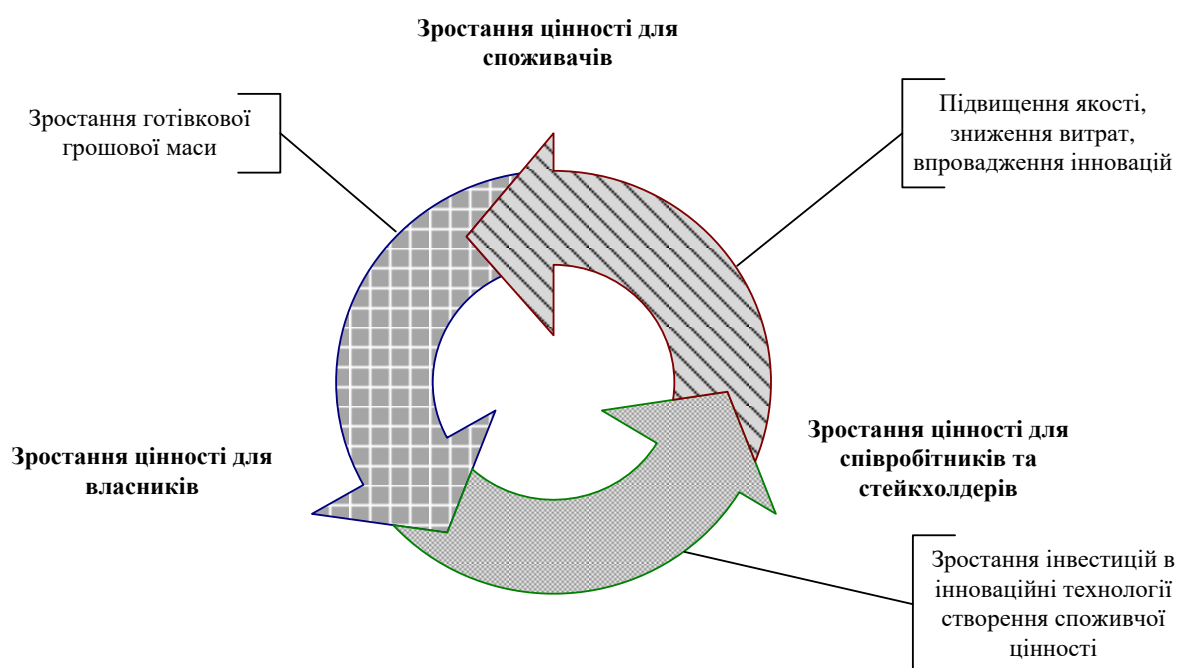 Зростання цінності для
споживачів
Зростання готівкової
грошової маси
Підвищення якості,
зниження витрат,
впровадження інновацій
Зростання цінності для
власників
Зростання цінності для
співробітників та
стейкхолдерів
Зростання інвестицій в
інноваційні технології
створення споживчої
цінності